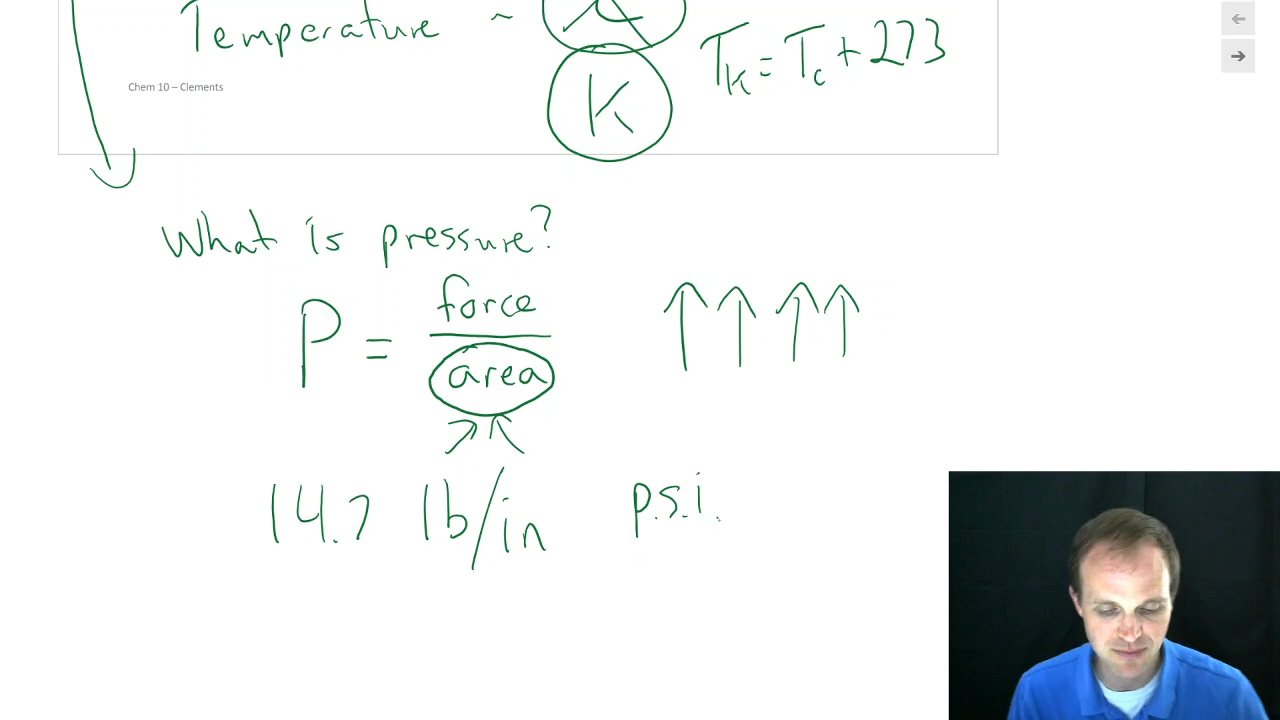 Temperature ~
K
T_K = T_c + 273
Chem 10 – Clements
What is pressure?
P = force
area
14.7 lb/in p.s.i.